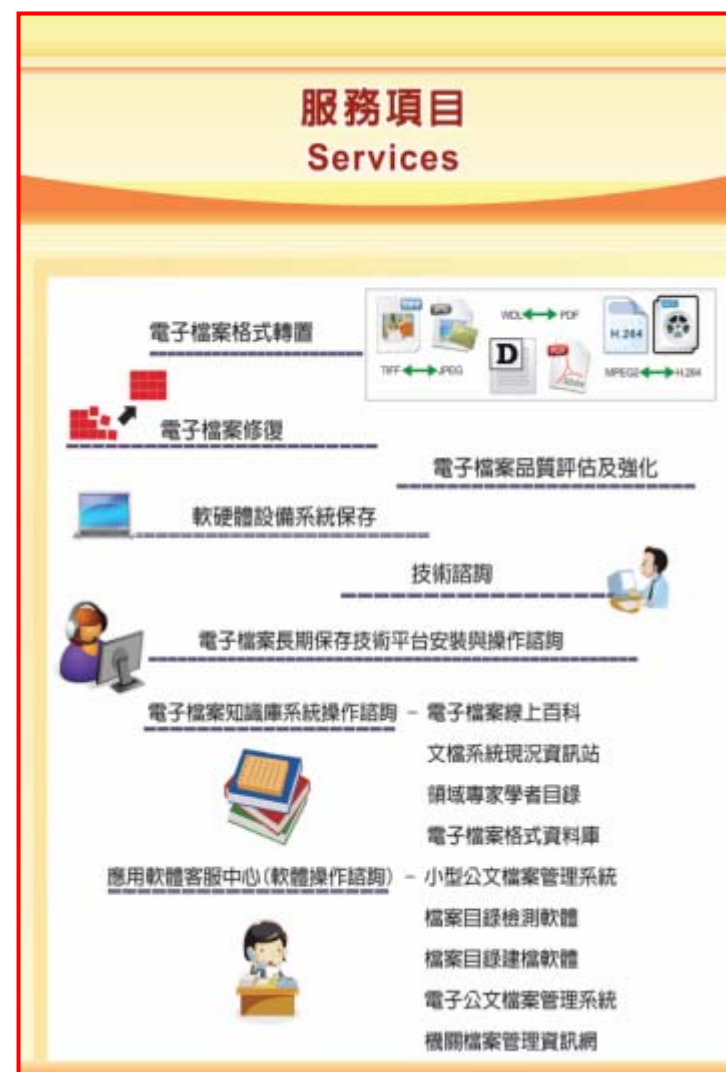 服務項目
Services
電子檔案格式轉置
TIFF JPEG
WDL PDF
D
PDF
Adobe
H.264
MPEG2 H.264
電子檔案修復
電子檔案品質評估及強化
軟硬體設備系統保存
技術諮詢
電子檔案長期保存技術平台安裝與操作諮詢
電子檔案知識庫系統操作諮詢 – 電子檔案線上百科
文檔系統現況資訊站
領域專家學者目錄
電子檔案格式資料庫
應用軟體客服中心(軟體操作諮詢) – 小型公文檔案管理系統
檔案目錄檢測軟體
檔案目錄建檔軟體
電子公文檔案管理系統
機關檔案管理資訊網